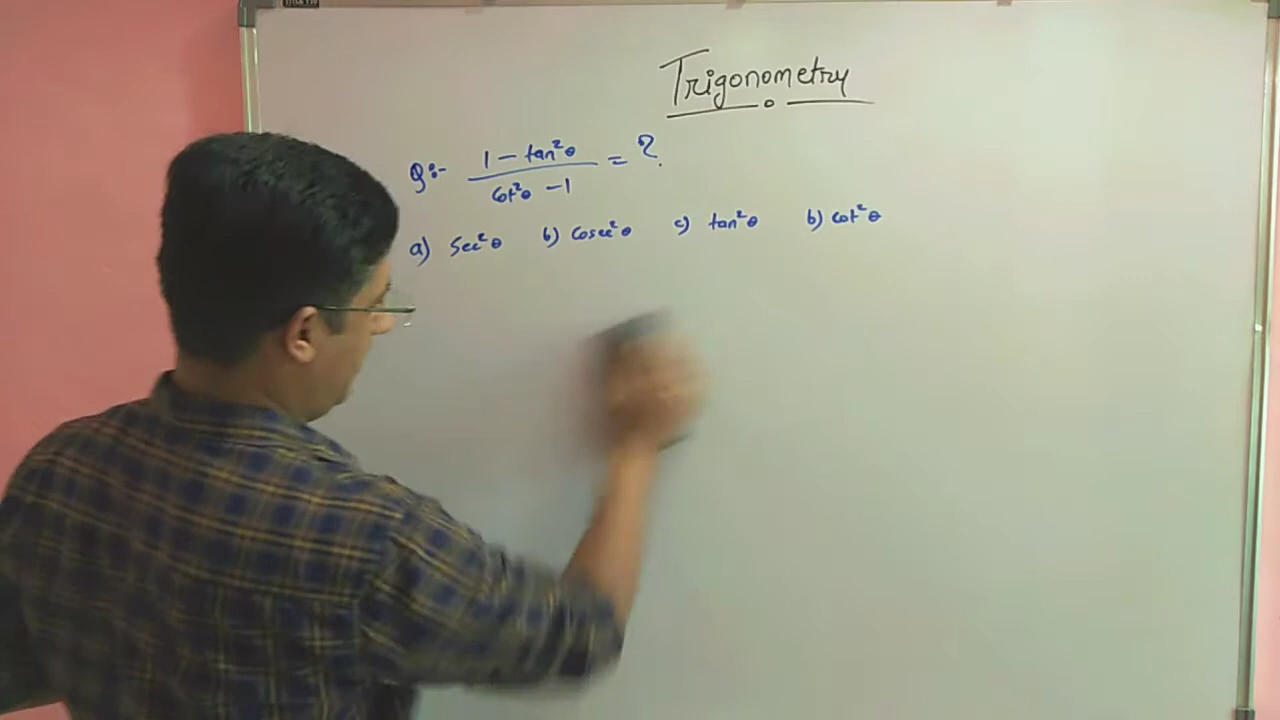 Trigonometry
Q:- 1 - tan²θ / cot²θ - 1 = ?
a) Sec²θ b) Cosec²θ c) tan²θ b) Cot²θ